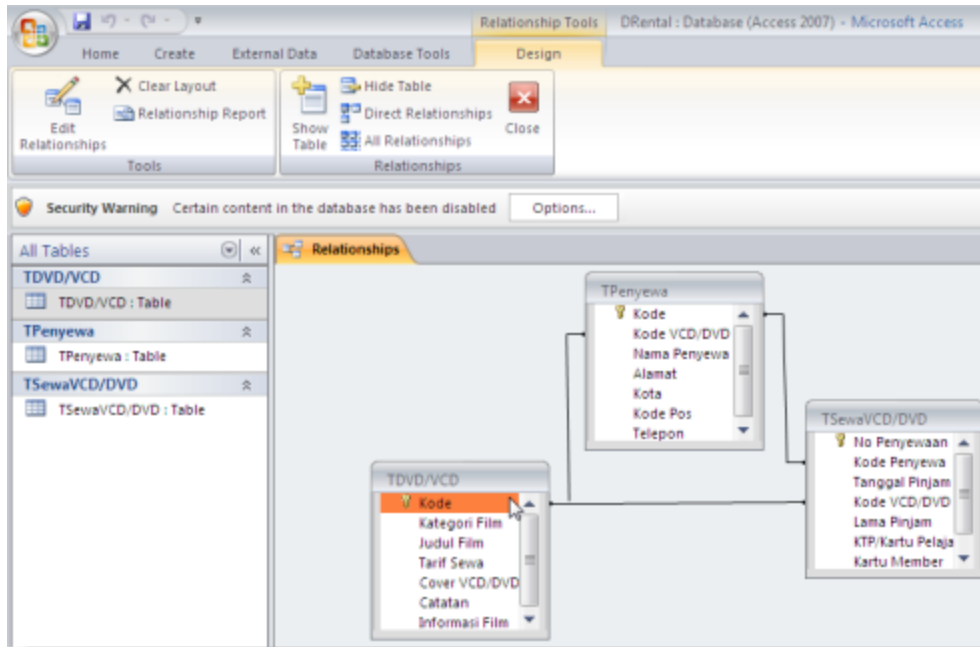 Relationship Tools DRental : Database (Access 2007) - Microsoft Access
Home Create External Data Database Tools Design
Edit Relationships
Clear Layout
Relationship Report
Tools
Show Table
Hide Table
Direct Relationships
All Relationships
Close
Relationships
Security Warning Certain content in the database has been disabled Options...
All Tables
TDVD/VCD
TDVD/VCD : Table
TPenyewa
TPenyewa : Table
TSewaVCD/DVD
TSewaVCD/DVD : Table
Relationships
TPenyewa
Kode
Kode VCD/DVD
Nama Penyewa
Alamat
Kota
Kode Pos
Telepon
TSewaVCD/DVD
No Penyewaan
Kode Penyewa
Tanggal Pinjam
Kode VCD/DVD
Lama Pinjam
KTP/Kartu Pelaja
Kartu Member
TDVD/VCD
Kode
Kategori Film
Judul Film
Tarif Sewa
Cover VCD/DVD
Catatan
Informasi Film